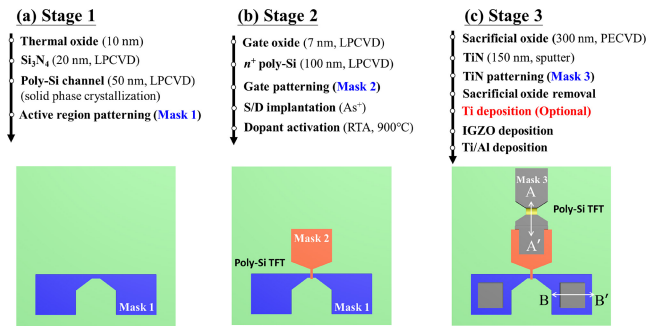 (a) Stage 1
Thermal oxide (10 nm)
Si₃N₄ (20 nm, LPCVD)
Poly-Si channel (50 nm, LPCVD)
(solid phase crystallization)
Active region patterning (Mask 1)
Mask 1
(b) Stage 2
Gate oxide (7 nm, LPCVD)
n⁺ poly-Si (100 nm, LPCVD)
Gate patterning (Mask 2)
S/D implantation (As⁺)
Dopant activation (RTA, 900°C)
Mask 2
Poly-Si TFT
Mask 1
(c) Stage 3
Sacrificial oxide (300 nm, PECVD)
TiN (150 nm, sputter)
TiN patterning (Mask 3)
Sacrificial oxide removal
Ti deposition (Optional)
IGZO deposition
Ti/Al deposition
Mask 3
A
Poly-Si TFT
A′
B B′